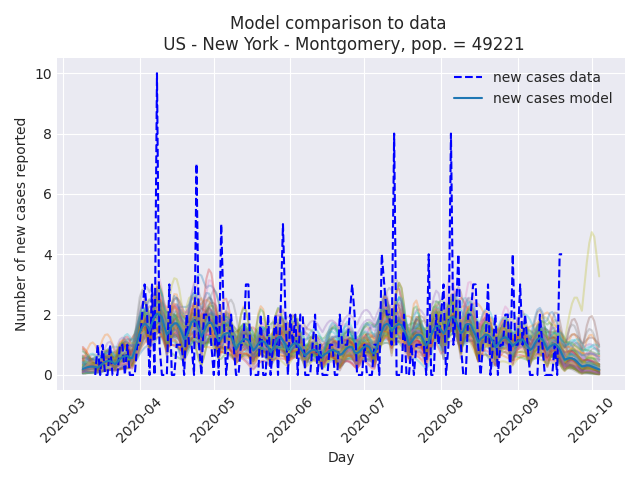 Model comparison to data
US - New York - Montgomery, pop. = 49221
new cases data
new cases model
Number of new cases reported
10
8
6
4
2
0
2020-03
2020-04
2020-05
2020-06
2020-07
2020-08
2020-09
2020-10
Day